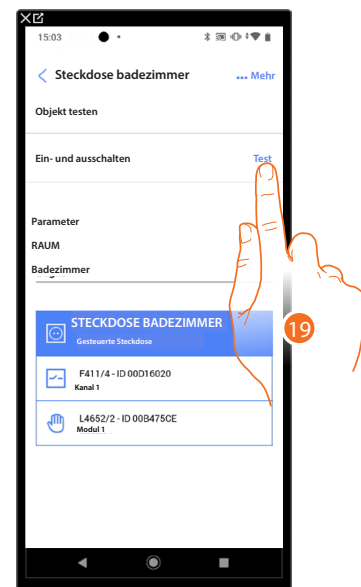 15:03
Steckdose badezimmer ... Mehr
Objekt testen
Ein- und ausschalten Test
Parameter
RAUM
Badezimmer
STECKDOSE BADEZIMMER
Gesteuerte Steckdose
19
F411/4 - ID 00D16020
Kanal 1
L4652/2 - ID 00B475CE
Modul 1